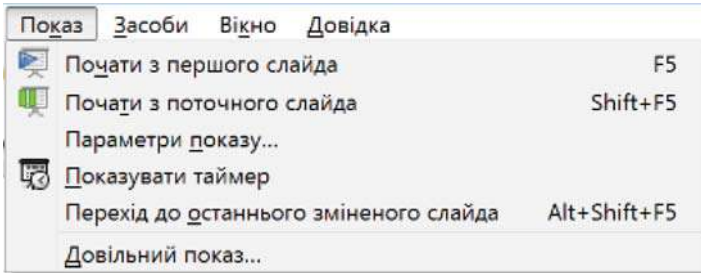 Показ Засоби Вікно Довідка
Почати з першого слайда F5
Почати з поточного слайда Shift+F5
Параметри показу...
Показувати таймер
Перехід до останнього зміненого слайда Alt+Shift+F5
Довільний показ...